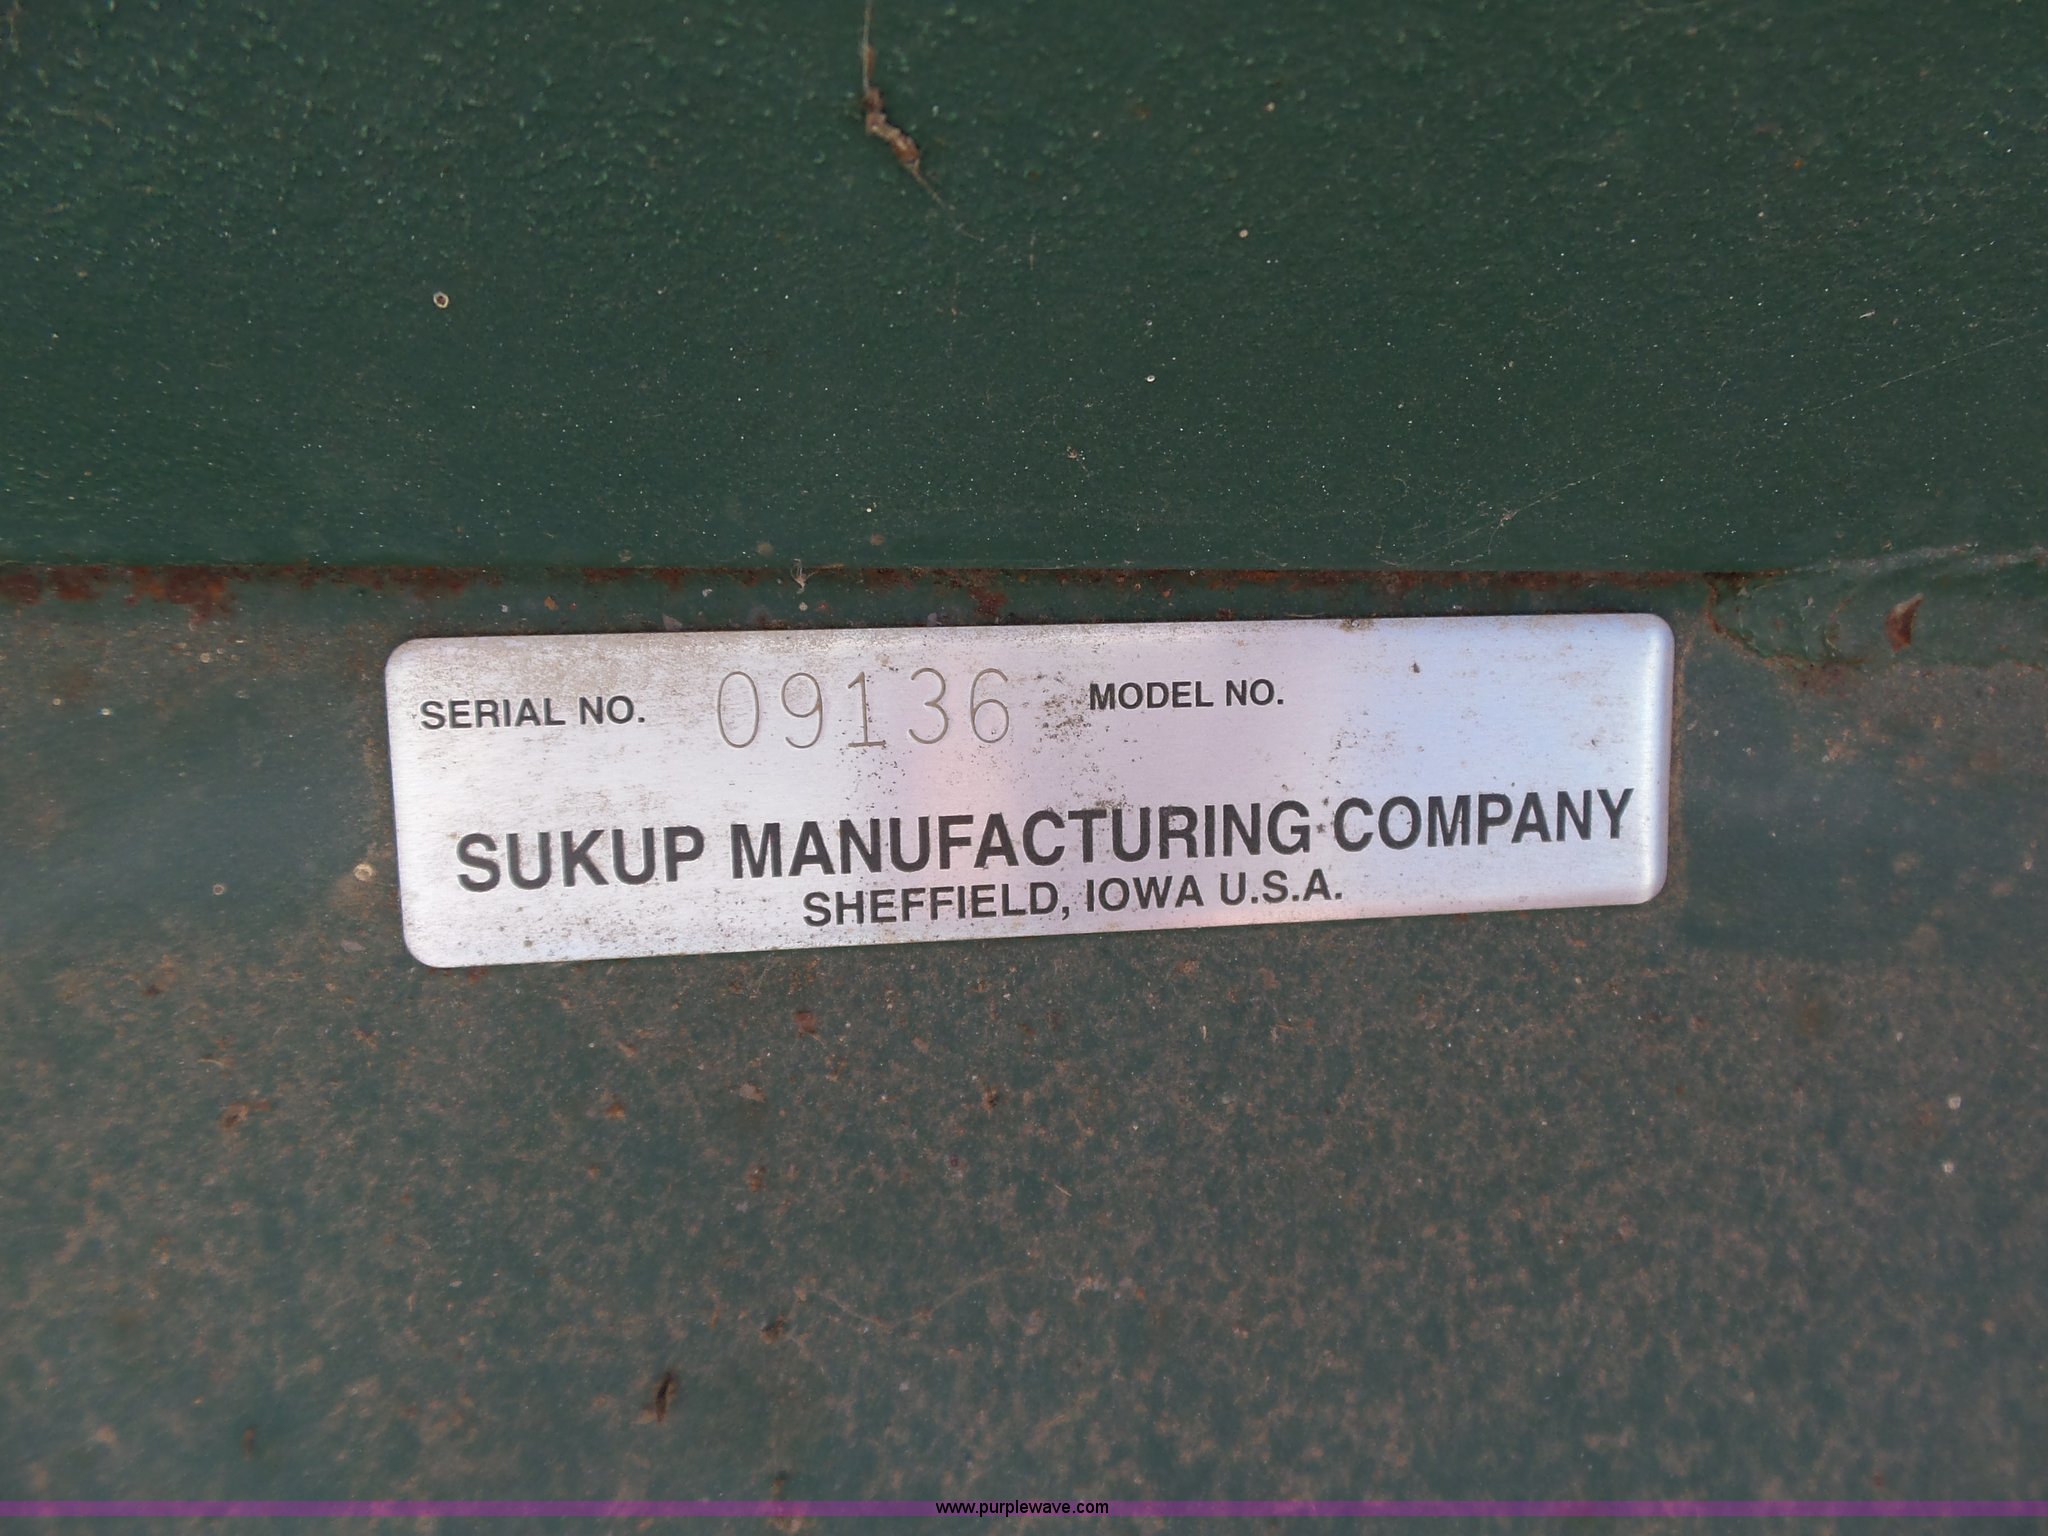 SERIAL NO. 09136 MODEL NO.
SUKUP MANUFACTURING COMPANY
SHEFFIELD, IOWA U.S.A.
www.purplewave.com